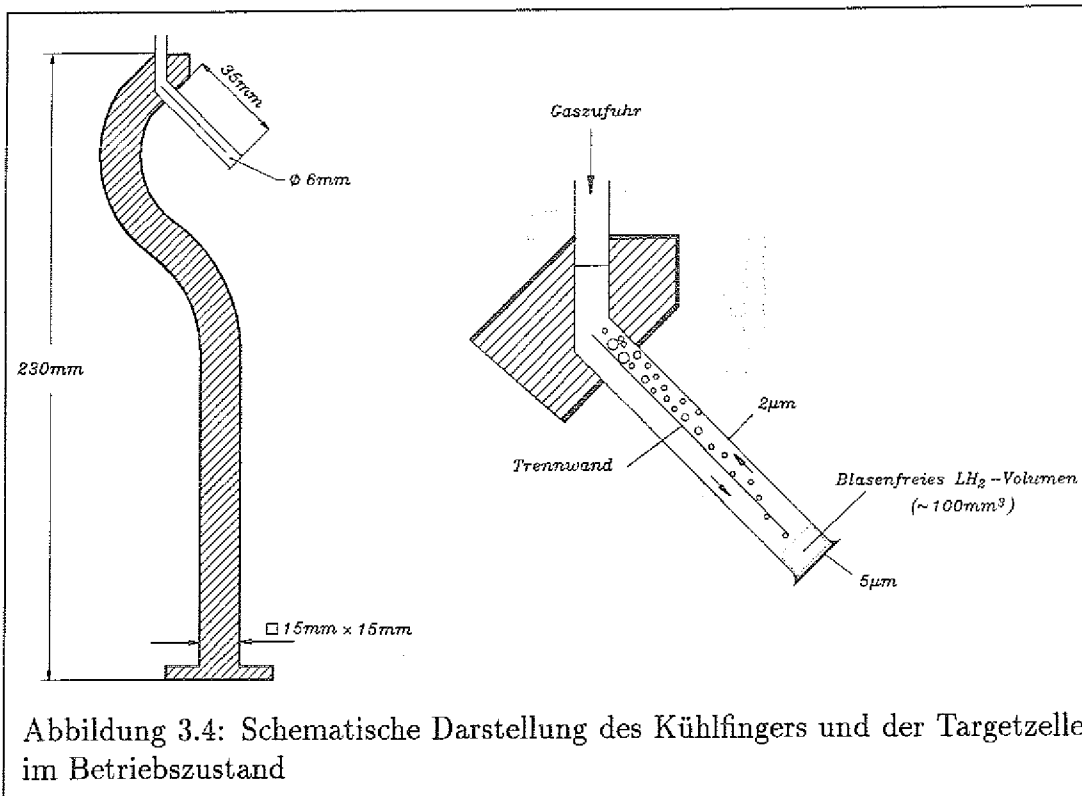 35mm
ϕ 6mm
230mm
□ 15mm × 15mm
Gaszufuhr
2µm
Trennwand
Blasenfreies LH₂-Volumen
(~100mm³)
5µm
Abbildung 3.4: Schematische Darstellung des Kühlfingers und der Targetzelle
im Betriebszustand